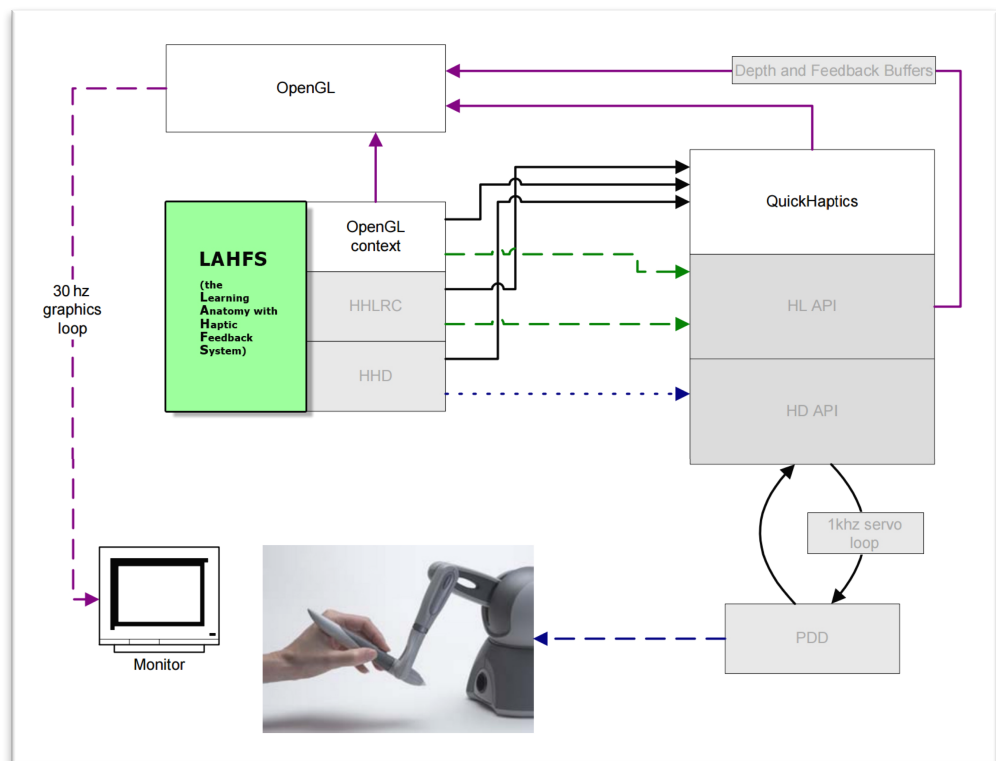 OpenGL
Depth and Feedback Buffers
QuickHaptics
OpenGL
context
LAHFS
(the
Learning
Anatomy with
Haptic
Feedback
System)
HHLRC
HHD
HL API
HD API
30 hz
graphics
loop
1khz servo
loop
PDD
Monitor